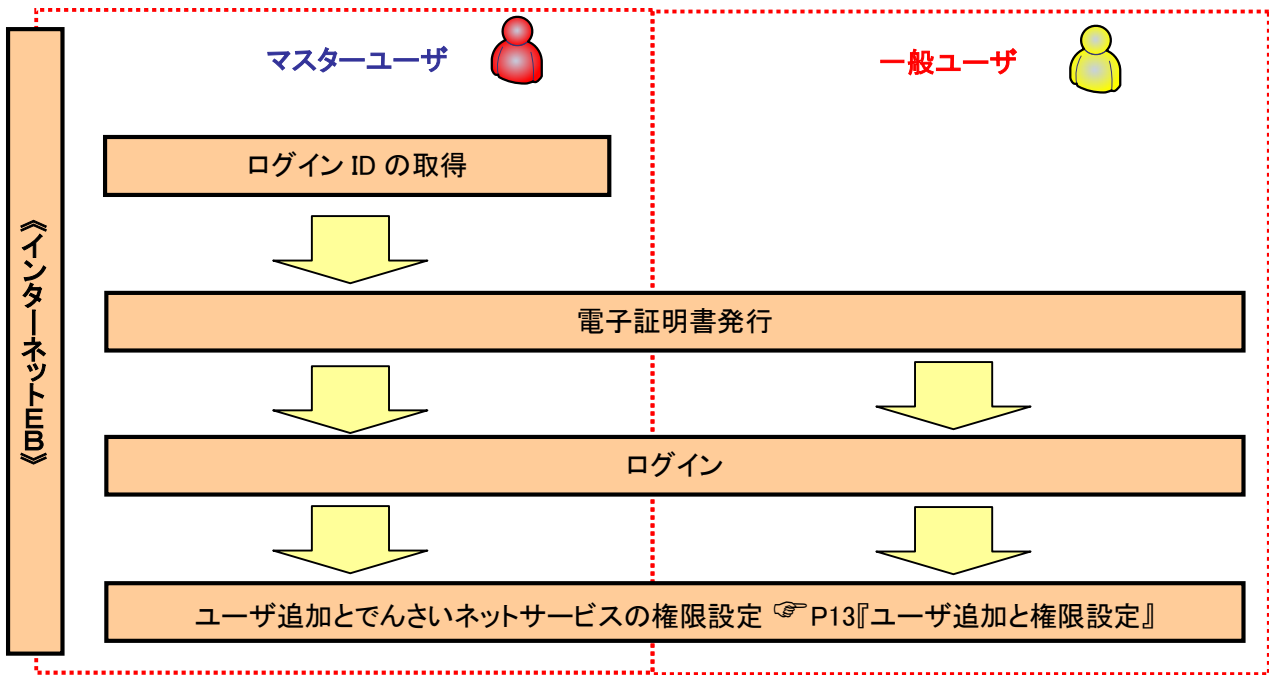 マスターユーザ
一般ユーザ
《インターネットEB》
ログイン ID の取得
電子証明書発行
ログイン
ユーザ追加とでんさいネットサービスの権限設定 ☞P13『ユーザ追加と権限設定』